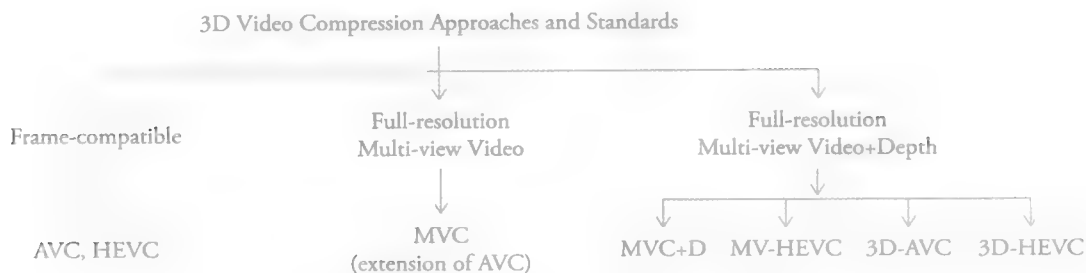 3D Video Compression Approaches and Standards
Frame-compatible
Full-resolution
Multi-view Video
Full-resolution
Multi-view Video+Depth
AVC, HEVC
MVC
(extension of AVC)
MVC+D MV-HEVC 3D-AVC 3D-HEVC